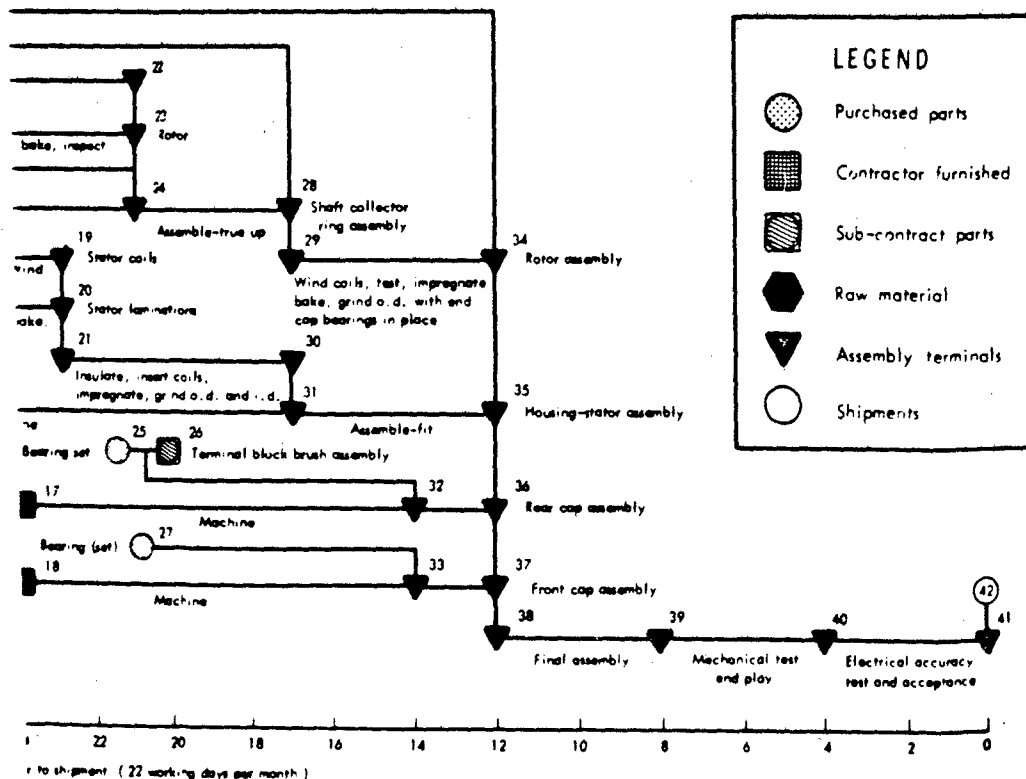 LEGEND
Purchased parts
Contractor furnished
Sub-contract parts
Raw material
Assembly terminals
Shipments
22
23
Rotor
bake, inspect
24
28
Shaft collector
ring assembly
Assemble-true up
29
34
Rotor assembly
19
Stator coils
wind
Wind coils, test, impregnate
bake, grind o.d. with end
cap bearings in place
20
Stator laminations
bake,
21
30
Insulate, insert coils,
impregnate, grind o.d. and i.d.
31
35
Housing-stator assembly
Assemble-fit
ne
25
26
Bearing set
Terminal block brush assembly
17
32
36
Rear cap assembly
Machine
27
Bearing (set)
18
33
37
Front cap assembly
Machine
42
38
39
40
41
Final assembly
Mechanical test
end play
Electrical accuracy
test and acceptance
22 20 18 16 14 12 10 8 6 4 2 0
r to shipment ( 22 working days per month )